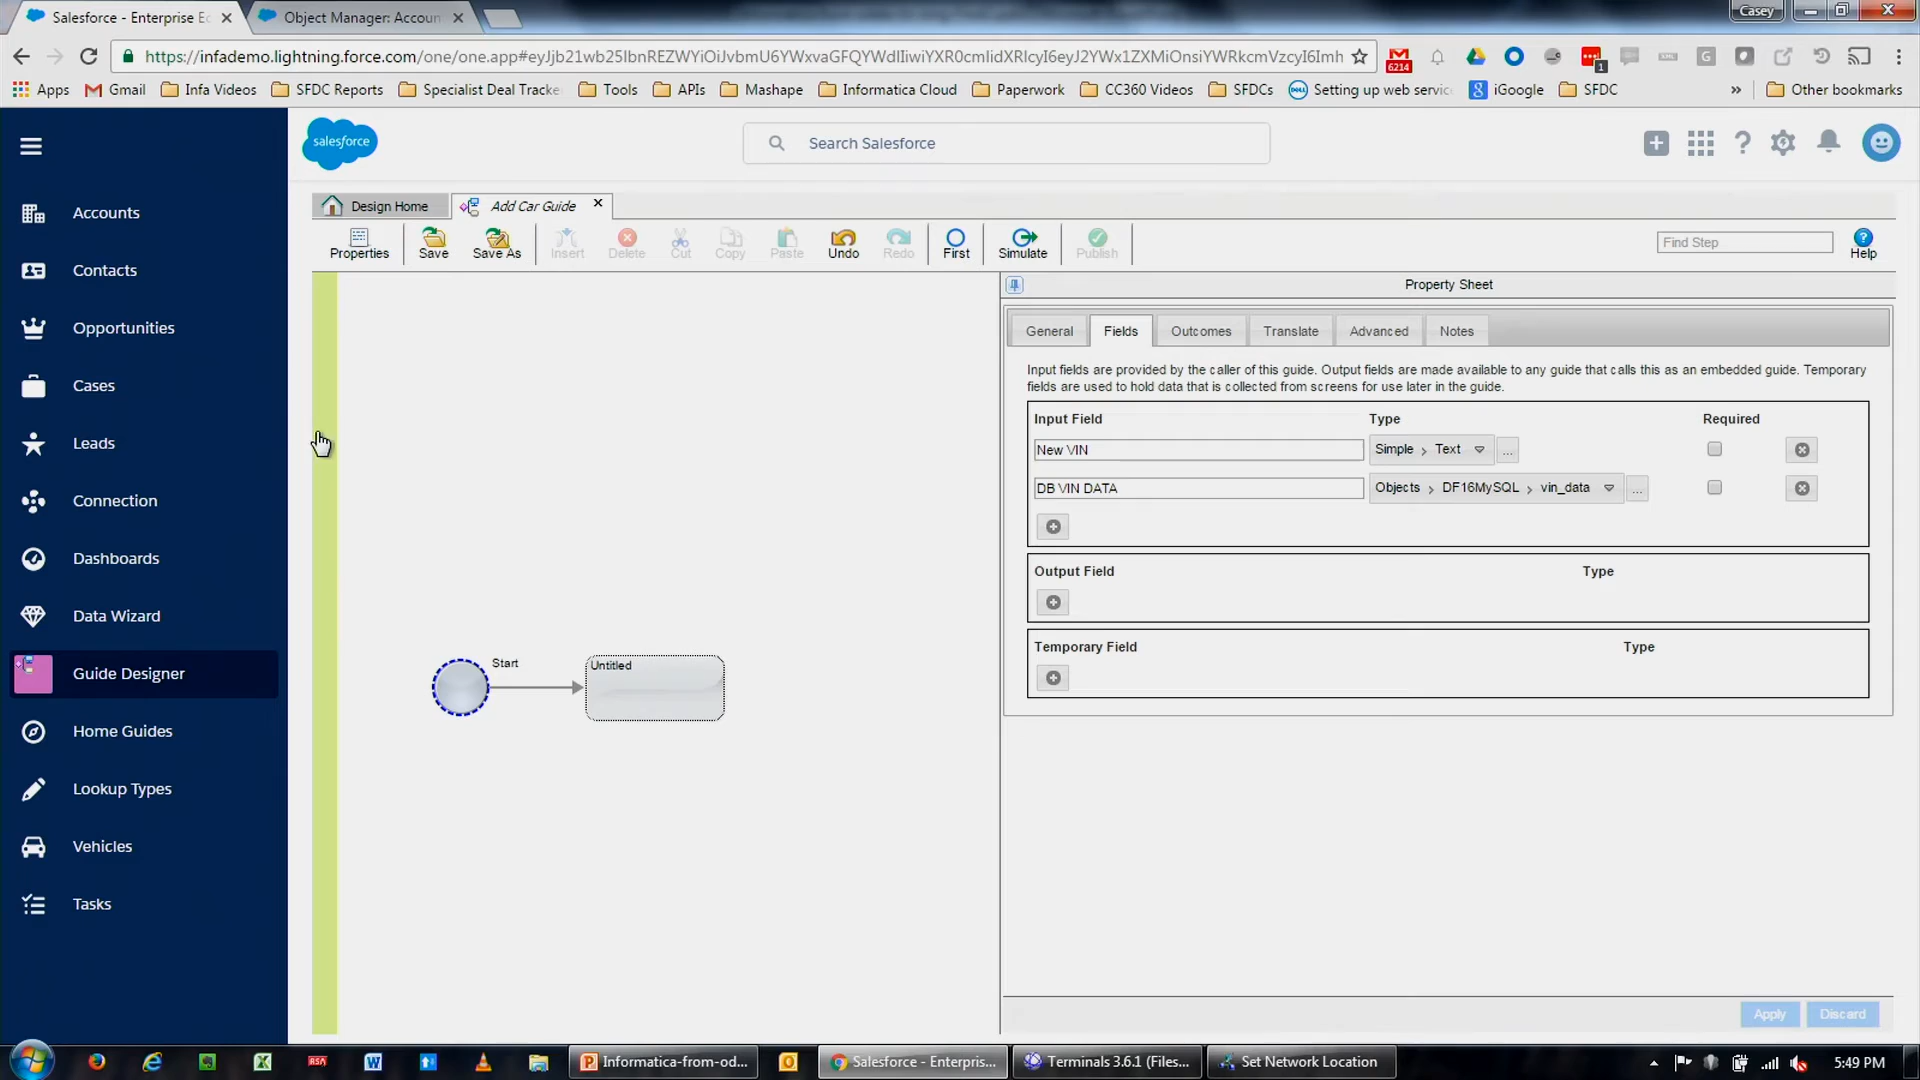 Salesforce - Enterprise Ec
Object Manager: Accoun
Casey
https://infademo.lightning.force.com/one/one.app#eyJjb21wb25lbnREZWYiOiJvbmU6YWxvaGFQYWdlIiwiYXR0cmlidXRlcyI6eyJ2YWx1ZXMiOnsiYWRkcmVzcyI6Imh
6214
1
Apps
Gmail
Infa Videos
SFDC Reports
Specialist Deal Tracke
Tools
APIs
Mashape
Informatica Cloud
Paperwork
CC360 Videos
SFDCs
Setting up web servic
iGoogle
SFDC
»
Other bookmarks
salesforce
Search Salesforce
Accounts
Contacts
Opportunities
Cases
Leads
Connection
Dashboards
Data Wizard
Guide Designer
Home Guides
Lookup Types
Vehicles
Tasks
Design Home
Add Car Guide
Properties
Save
Save As
Insert
Delete
Cut
Copy
Paste
Undo
Redo
First
Simulate
Publish
Find Step
Help
Start
Untitled
Property Sheet
General
Fields
Outcomes
Translate
Advanced
Notes
Input fields are provided by the caller of this guide. Output fields are made available to any guide that calls this as an embedded guide. Temporary
fields are used to hold data that is collected from screens for use later in the guide.
Input Field Type Required
New VIN Simple › Text ...
DB VIN DATA Objects › DF16MySQL › vin_data ...
Output Field Type
Temporary Field Type
Apply
Discard
RSA
Informatica-from-od...
Salesforce - Enterpris...
Terminals 3.6.1 (Files...
Set Network Location
5:49 PM